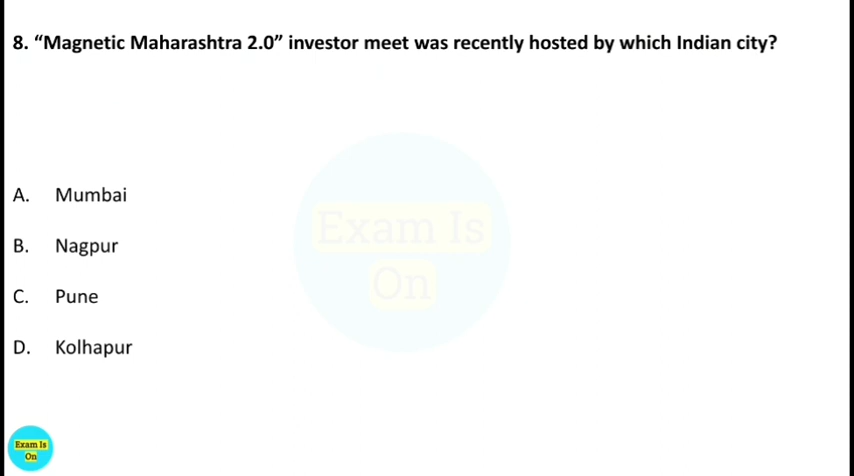 8. “Magnetic Maharashtra 2.0” investor meet was recently hosted by which Indian city?
A. Mumbai
Exam Is
On
B. Nagpur
C. Pune
D. Kolhapur
Exam Is
On